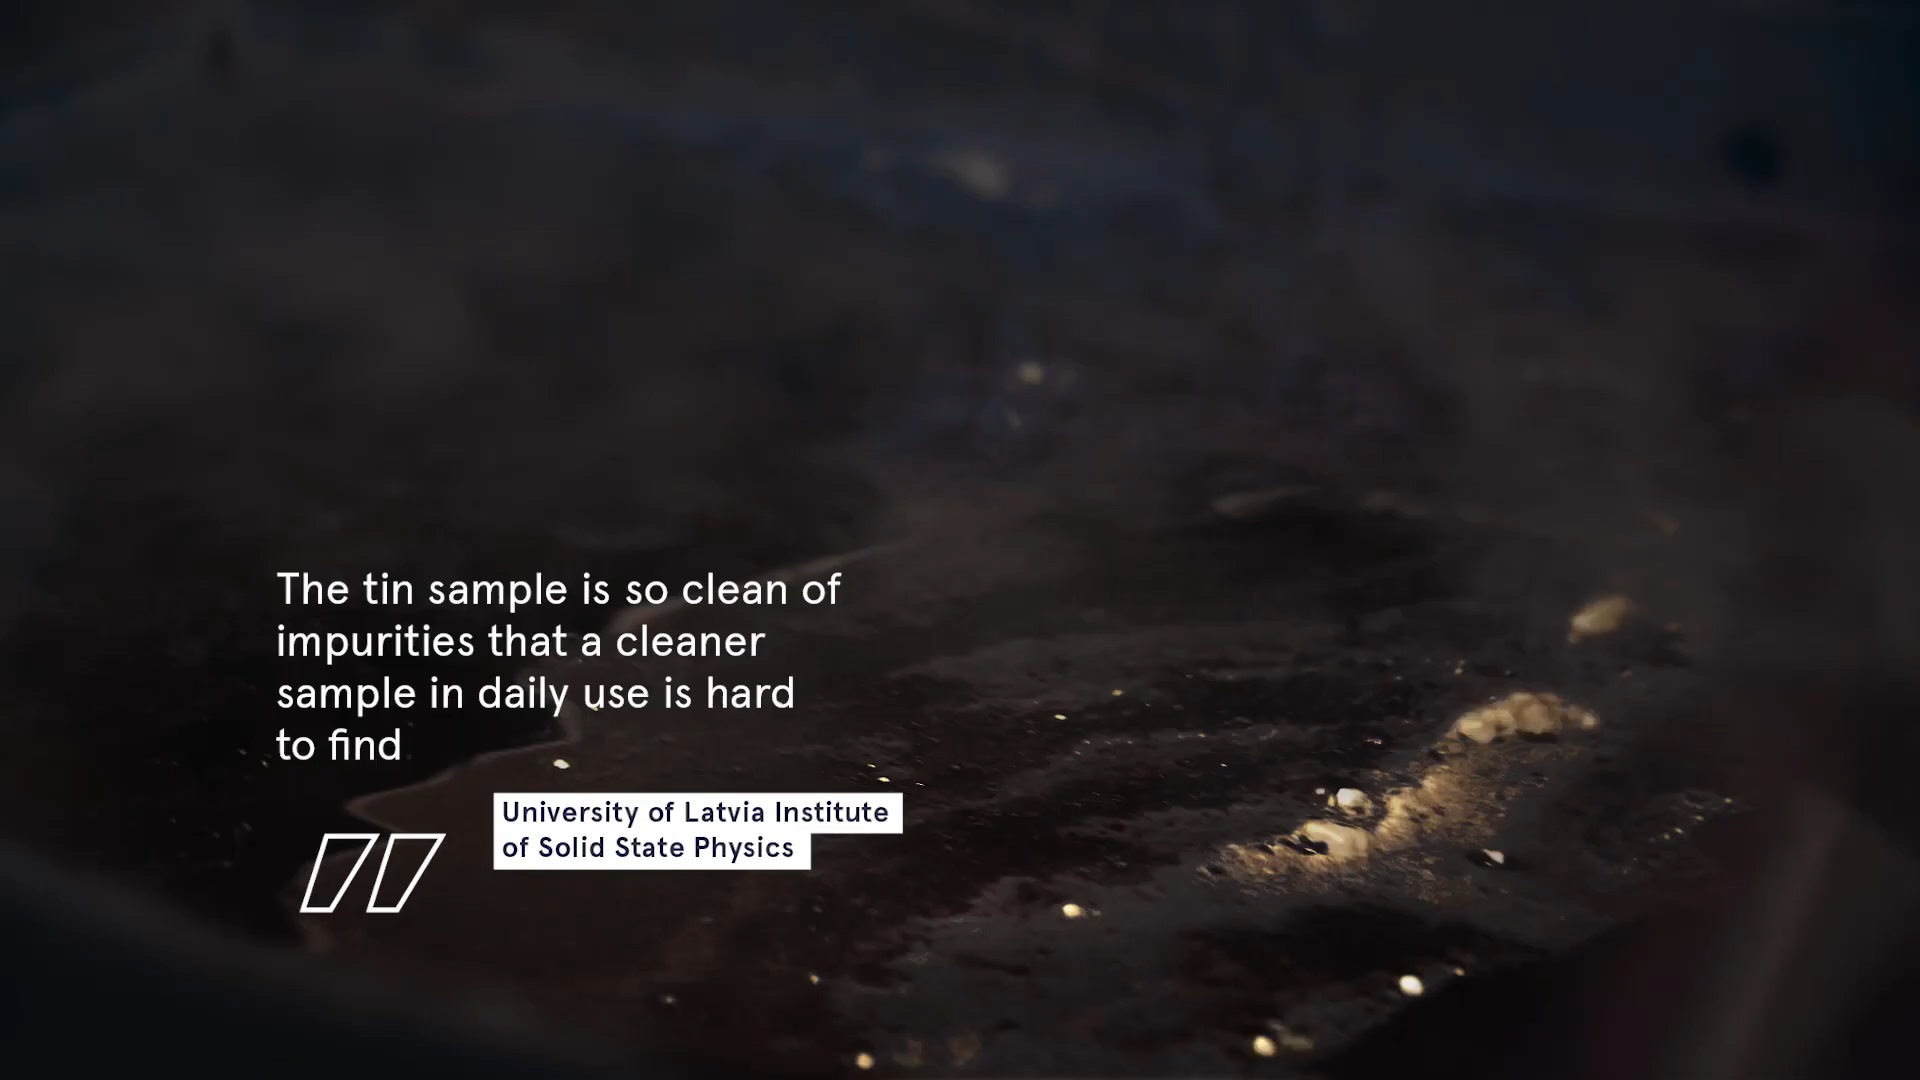 The tin sample is so clean of
impurities that a cleaner
sample in daily use is hard
to find
University of Latvia Institute
of Solid State Physics